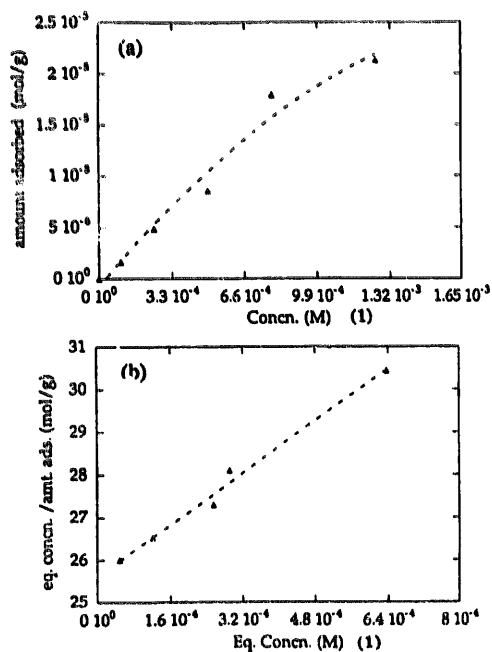 2.5 10⁻⁵
(a)
2 10⁻⁵
1.5 10⁻⁵
1 10⁻⁵
5 10⁻⁶
0 10⁰
amount adsorbed (mol/g)
0 10⁰ 3.3 10⁻⁴ 6.6 10⁻⁴ 9.9 10⁻⁴ 1.32 10⁻³ 1.65 10⁻³
Concn. (M) (1)
31
(b)
30
29
28
27
26
25
eq. concn. /amt. ads. (mol/g)
0 10⁰ 1.6 10⁻⁴ 3.2 10⁻⁴ 4.8 10⁻⁴ 6.4 10⁻⁴ 8 10⁻⁴
Eq. Concn. (M) (1)